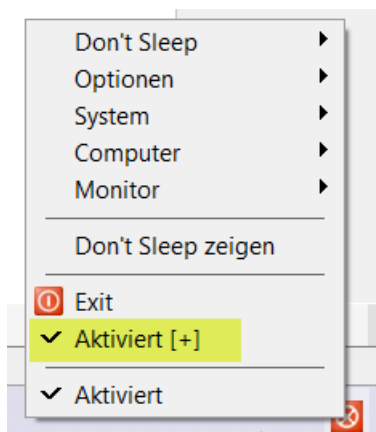 Don't Sleep
Optionen
System
Computer
Monitor
Don't Sleep zeigen
Exit
Aktiviert [+]
Aktiviert